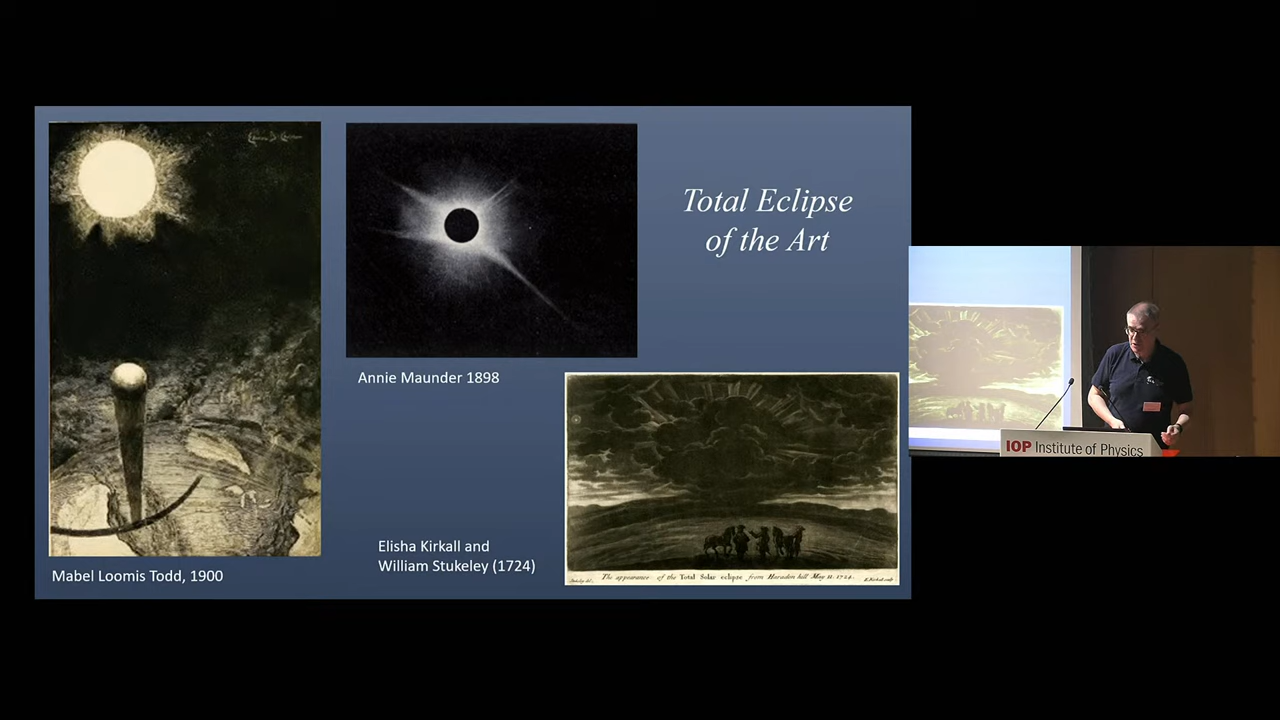 Total Eclipse
of the Art
Annie Maunder 1898
Elisha Kirkall and
William Stukeley (1724)
Mabel Loomis Todd, 1900
The appearance of the Total Solar eclipse from Haradon hill May 11. 1724.
IOP Institute of Physics